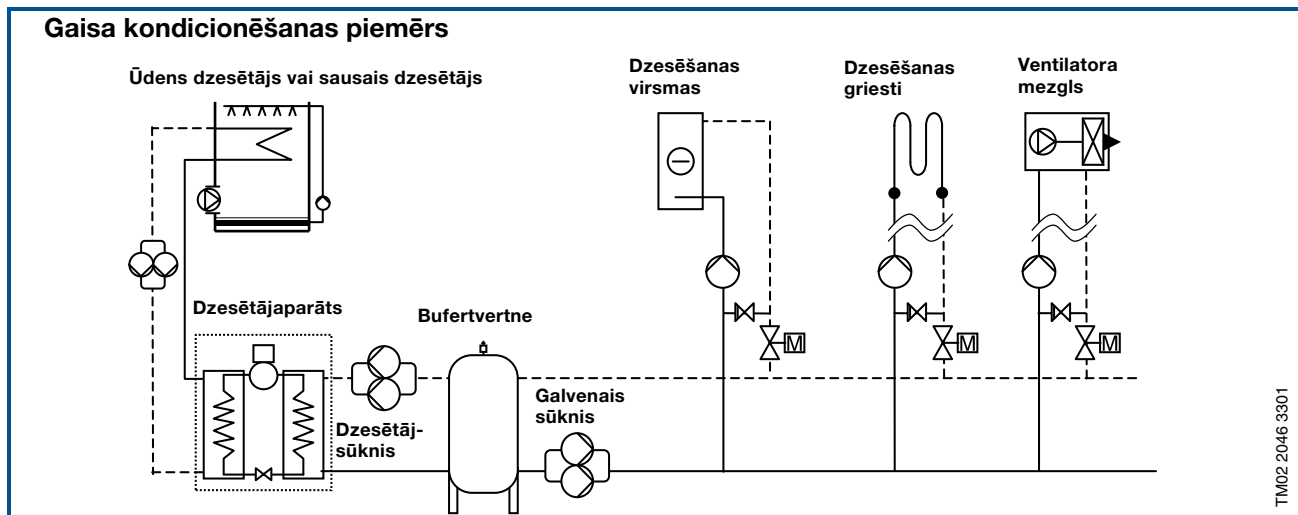 Gaisa kondicionēšanas piemērs
Ūdens dzesētājs vai sausais dzesētājs
Dzesēšanas
virsmas
Dzesēšanas
griesti
Ventilatora
mezgls
Dzesētājaparāts
Bufertvertne
Dzesētāj-
sūknis
Galvenais
sūknis
M
M
M
TM02 2046 3301